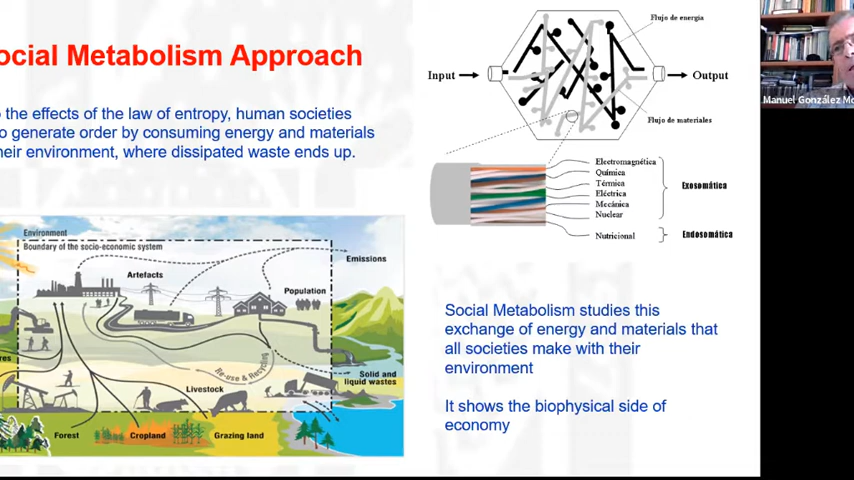 ocial Metabolism Approach
the effects of the law of entropy, human societies
o generate order by consuming energy and materials
heir environment, where dissipated waste ends up.
Environment
Boundary of the socio-economic system
Artefacts
Emissions
Population
Re-use & Recycling
Solid and
liquid wastes
res
Livestock
Forest
Cropland
Grazing land
Flujo de energía
Input
Output
Flujo de materiales
Electromagnética
Química
Térmica
Eléctrica
Mecánica
Nuclear
Exosomática
Nutricional
Endosomática
Social Metabolism studies this
exchange of energy and materials that
all societies make with their
environment
It shows the biophysical side of
economy
Manuel González Mo